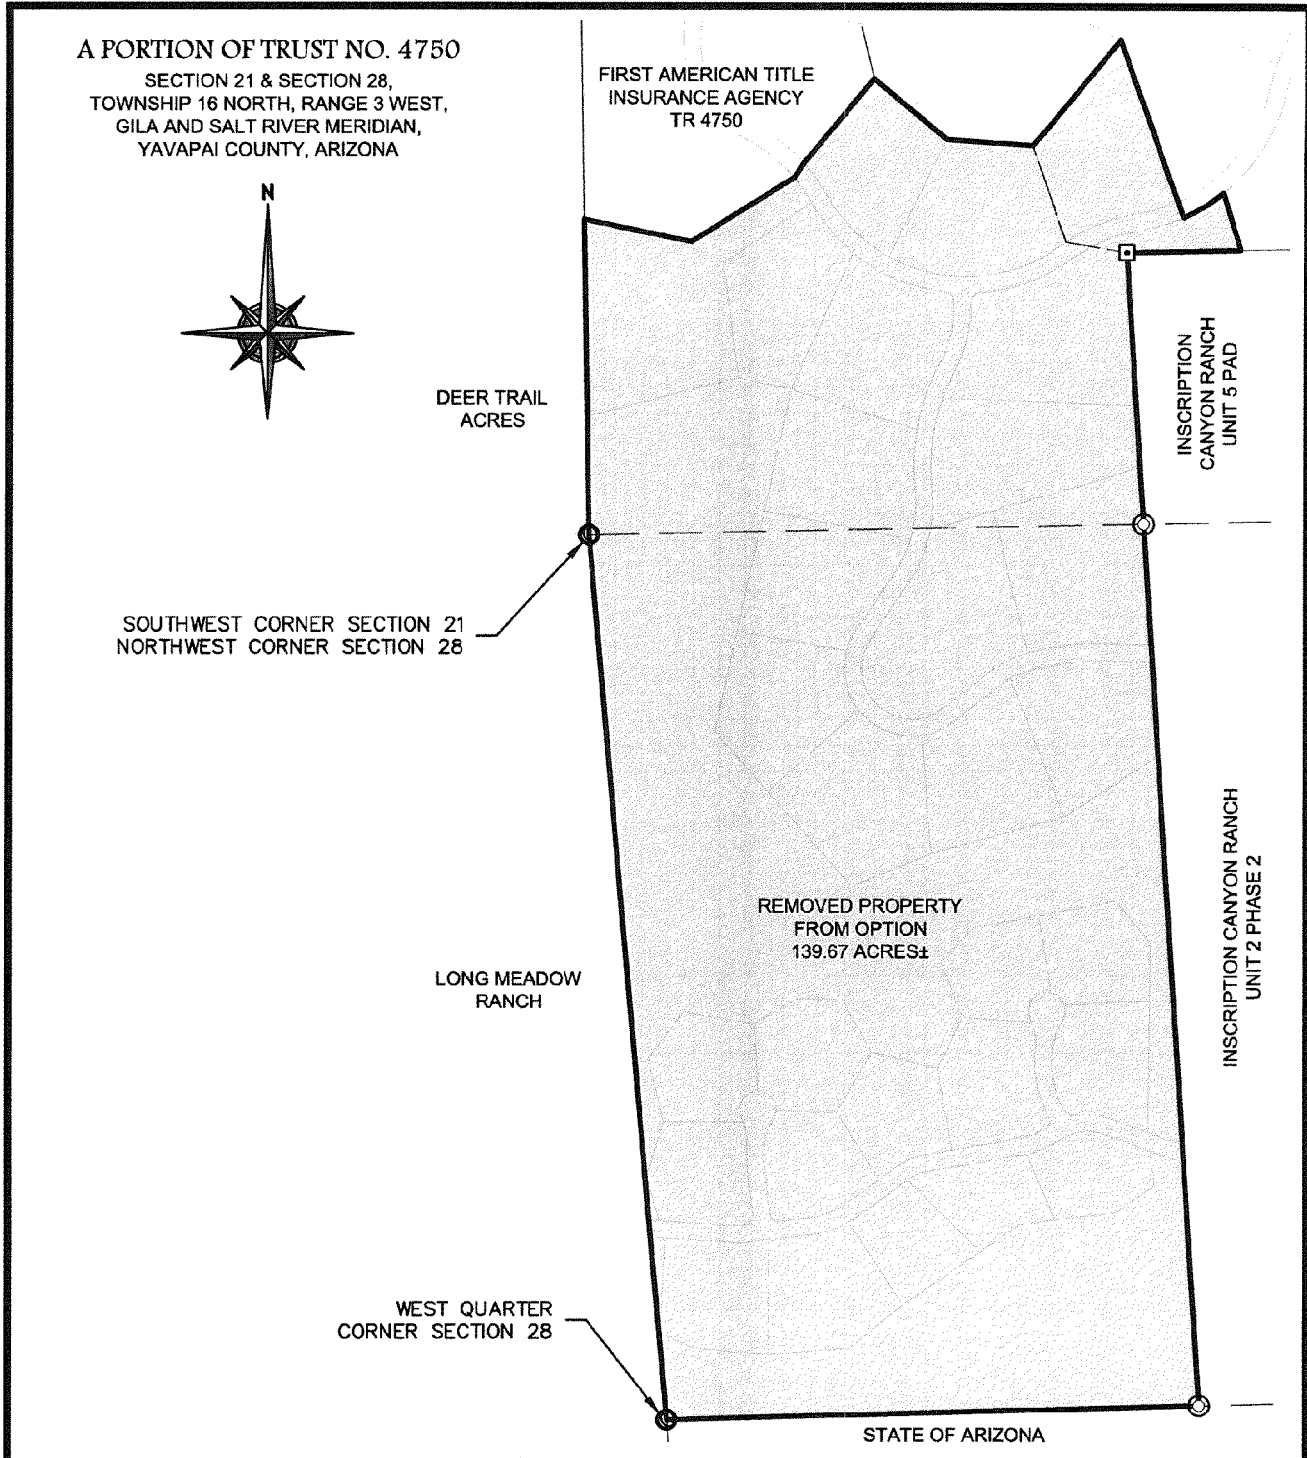 A PORTION OF TRUST NO. 4750
SECTION 21 & SECTION 28,
TOWNSHIP 16 NORTH, RANGE 3 WEST,
GILA AND SALT RIVER MERIDIAN,
YAVAPAI COUNTY, ARIZONA
N
FIRST AMERICAN TITLE
INSURANCE AGENCY
TR 4750
DEER TRAIL
ACRES
INSCRIPTION
CANYON RANCH
UNIT 5 PAD
SOUTHWEST CORNER SECTION 21
NORTHWEST CORNER SECTION 28
REMOVED PROPERTY
FROM OPTION
139.67 ACRES±
LONG MEADOW
RANCH
INSCRIPTION CANYON RANCH
UNIT 2 PHASE 2
WEST QUARTER
CORNER SECTION 28
STATE OF ARIZONA